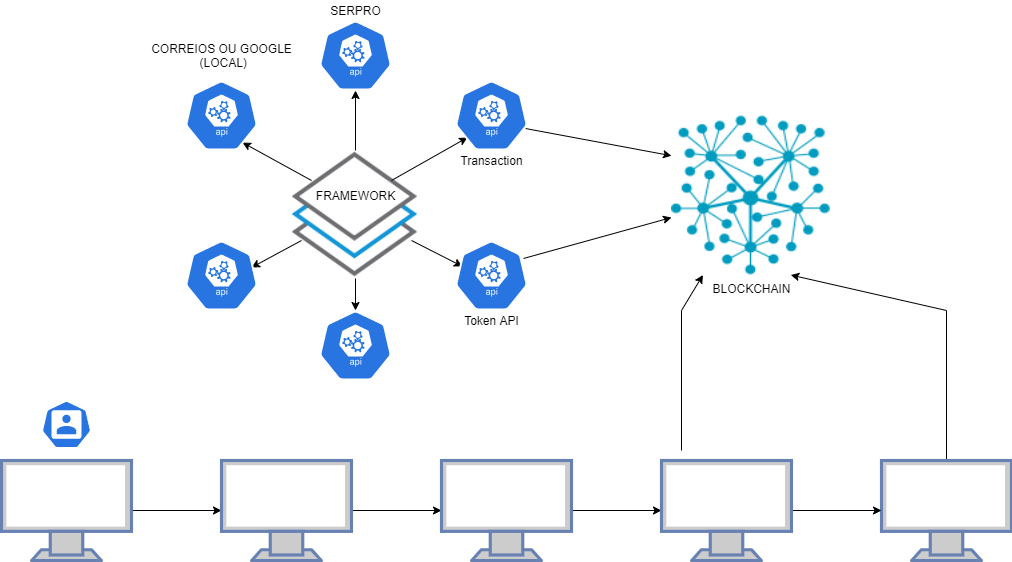 SERPRO
api
CORREIOS OU GOOGLE
(LOCAL)
api
api
Transaction
FRAMEWORK
api
api
Token API
api
BLOCKCHAIN